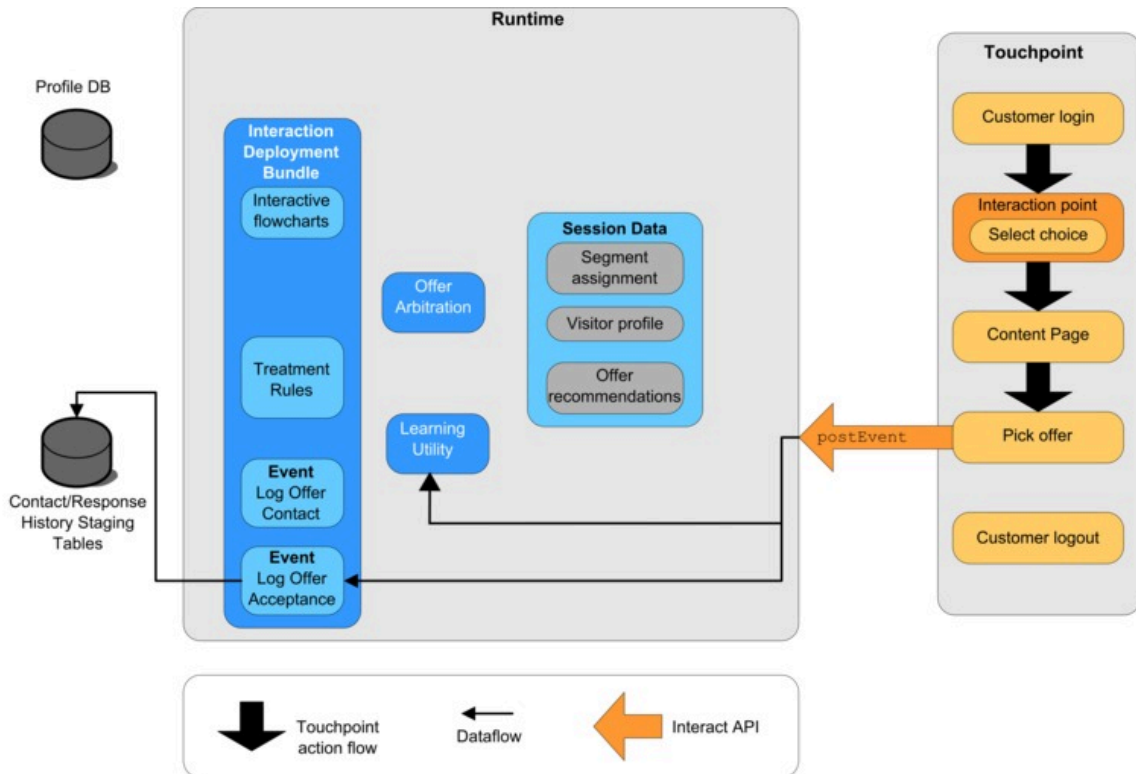 Runtime
Touchpoint
Profile DB
Customer login
Interaction
Deployment
Bundle
Interactive
flowcharts
Interaction point
Select choice
Session Data
Segment
assignment
Offer
Arbitration
Visitor profile
Content Page
Treatment
Rules
Offer
recommendations
Learning
Utility
postEvent
Pick offer
Event
Log Offer
Contact
Contact/Response
History Staging
Tables
Customer logout
Event
Log Offer
Acceptance
Touchpoint
action flow
Dataflow
Interact API